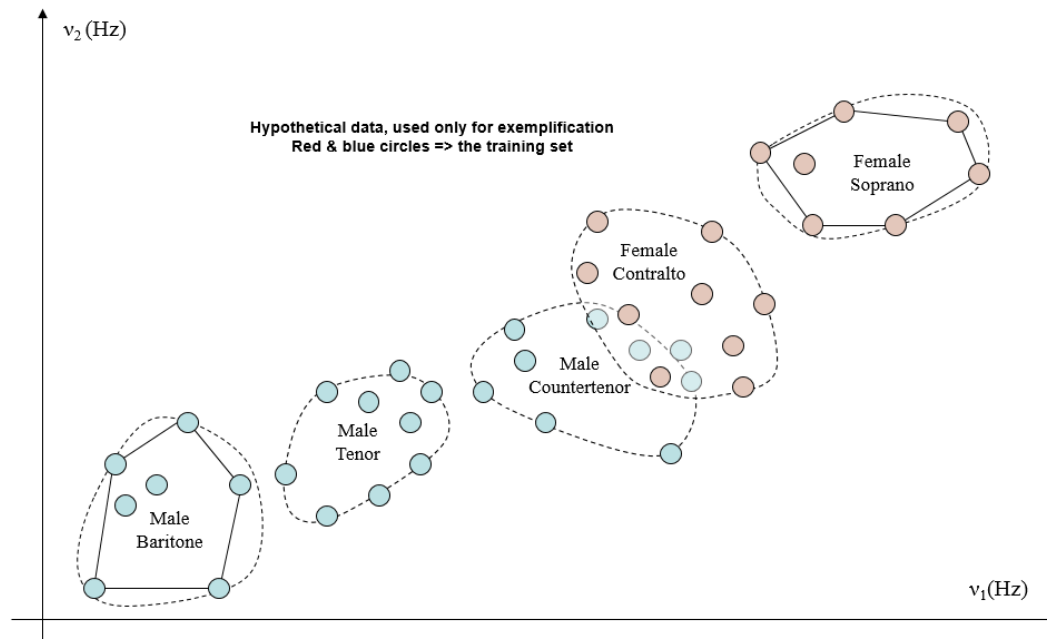 ν₂ (Hz)
Hypothetical data, used only for exemplification
Red & blue circles => the training set
Female
Soprano
Female
Contralto
Male
Countertenor
Male
Tenor
Male
Baritone
ν₁(Hz)